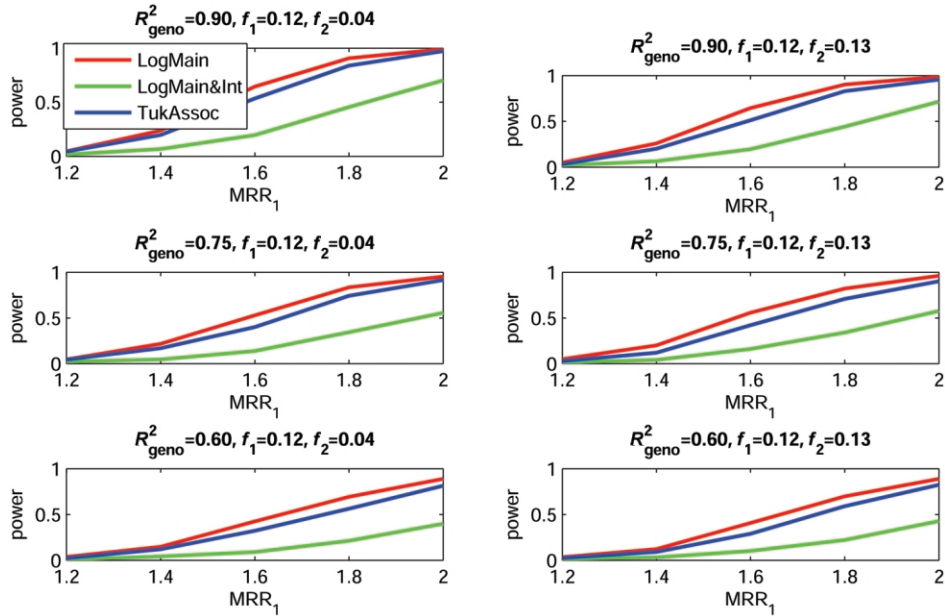 R²geno=0.90, f₁=0.12, f₂=0.04
power
1
0.5
0
LogMain
LogMain&Int
TukAssoc
1.2 1.4 1.6 1.8 2
MRR₁
R²geno=0.90, f₁=0.12, f₂=0.13
power
1
0.5
0
1.2 1.4 1.6 1.8 2
MRR₁
R²geno=0.75, f₁=0.12, f₂=0.04
power
1
0.5
0
1.2 1.4 1.6 1.8 2
MRR₁
R²geno=0.75, f₁=0.12, f₂=0.13
power
1
0.5
0
1.2 1.4 1.6 1.8 2
MRR₁
R²geno=0.60, f₁=0.12, f₂=0.04
power
1
0.5
0
1.2 1.4 1.6 1.8 2
MRR₁
R²geno=0.60, f₁=0.12, f₂=0.13
power
1
0.5
0
1.2 1.4 1.6 1.8 2
MRR₁